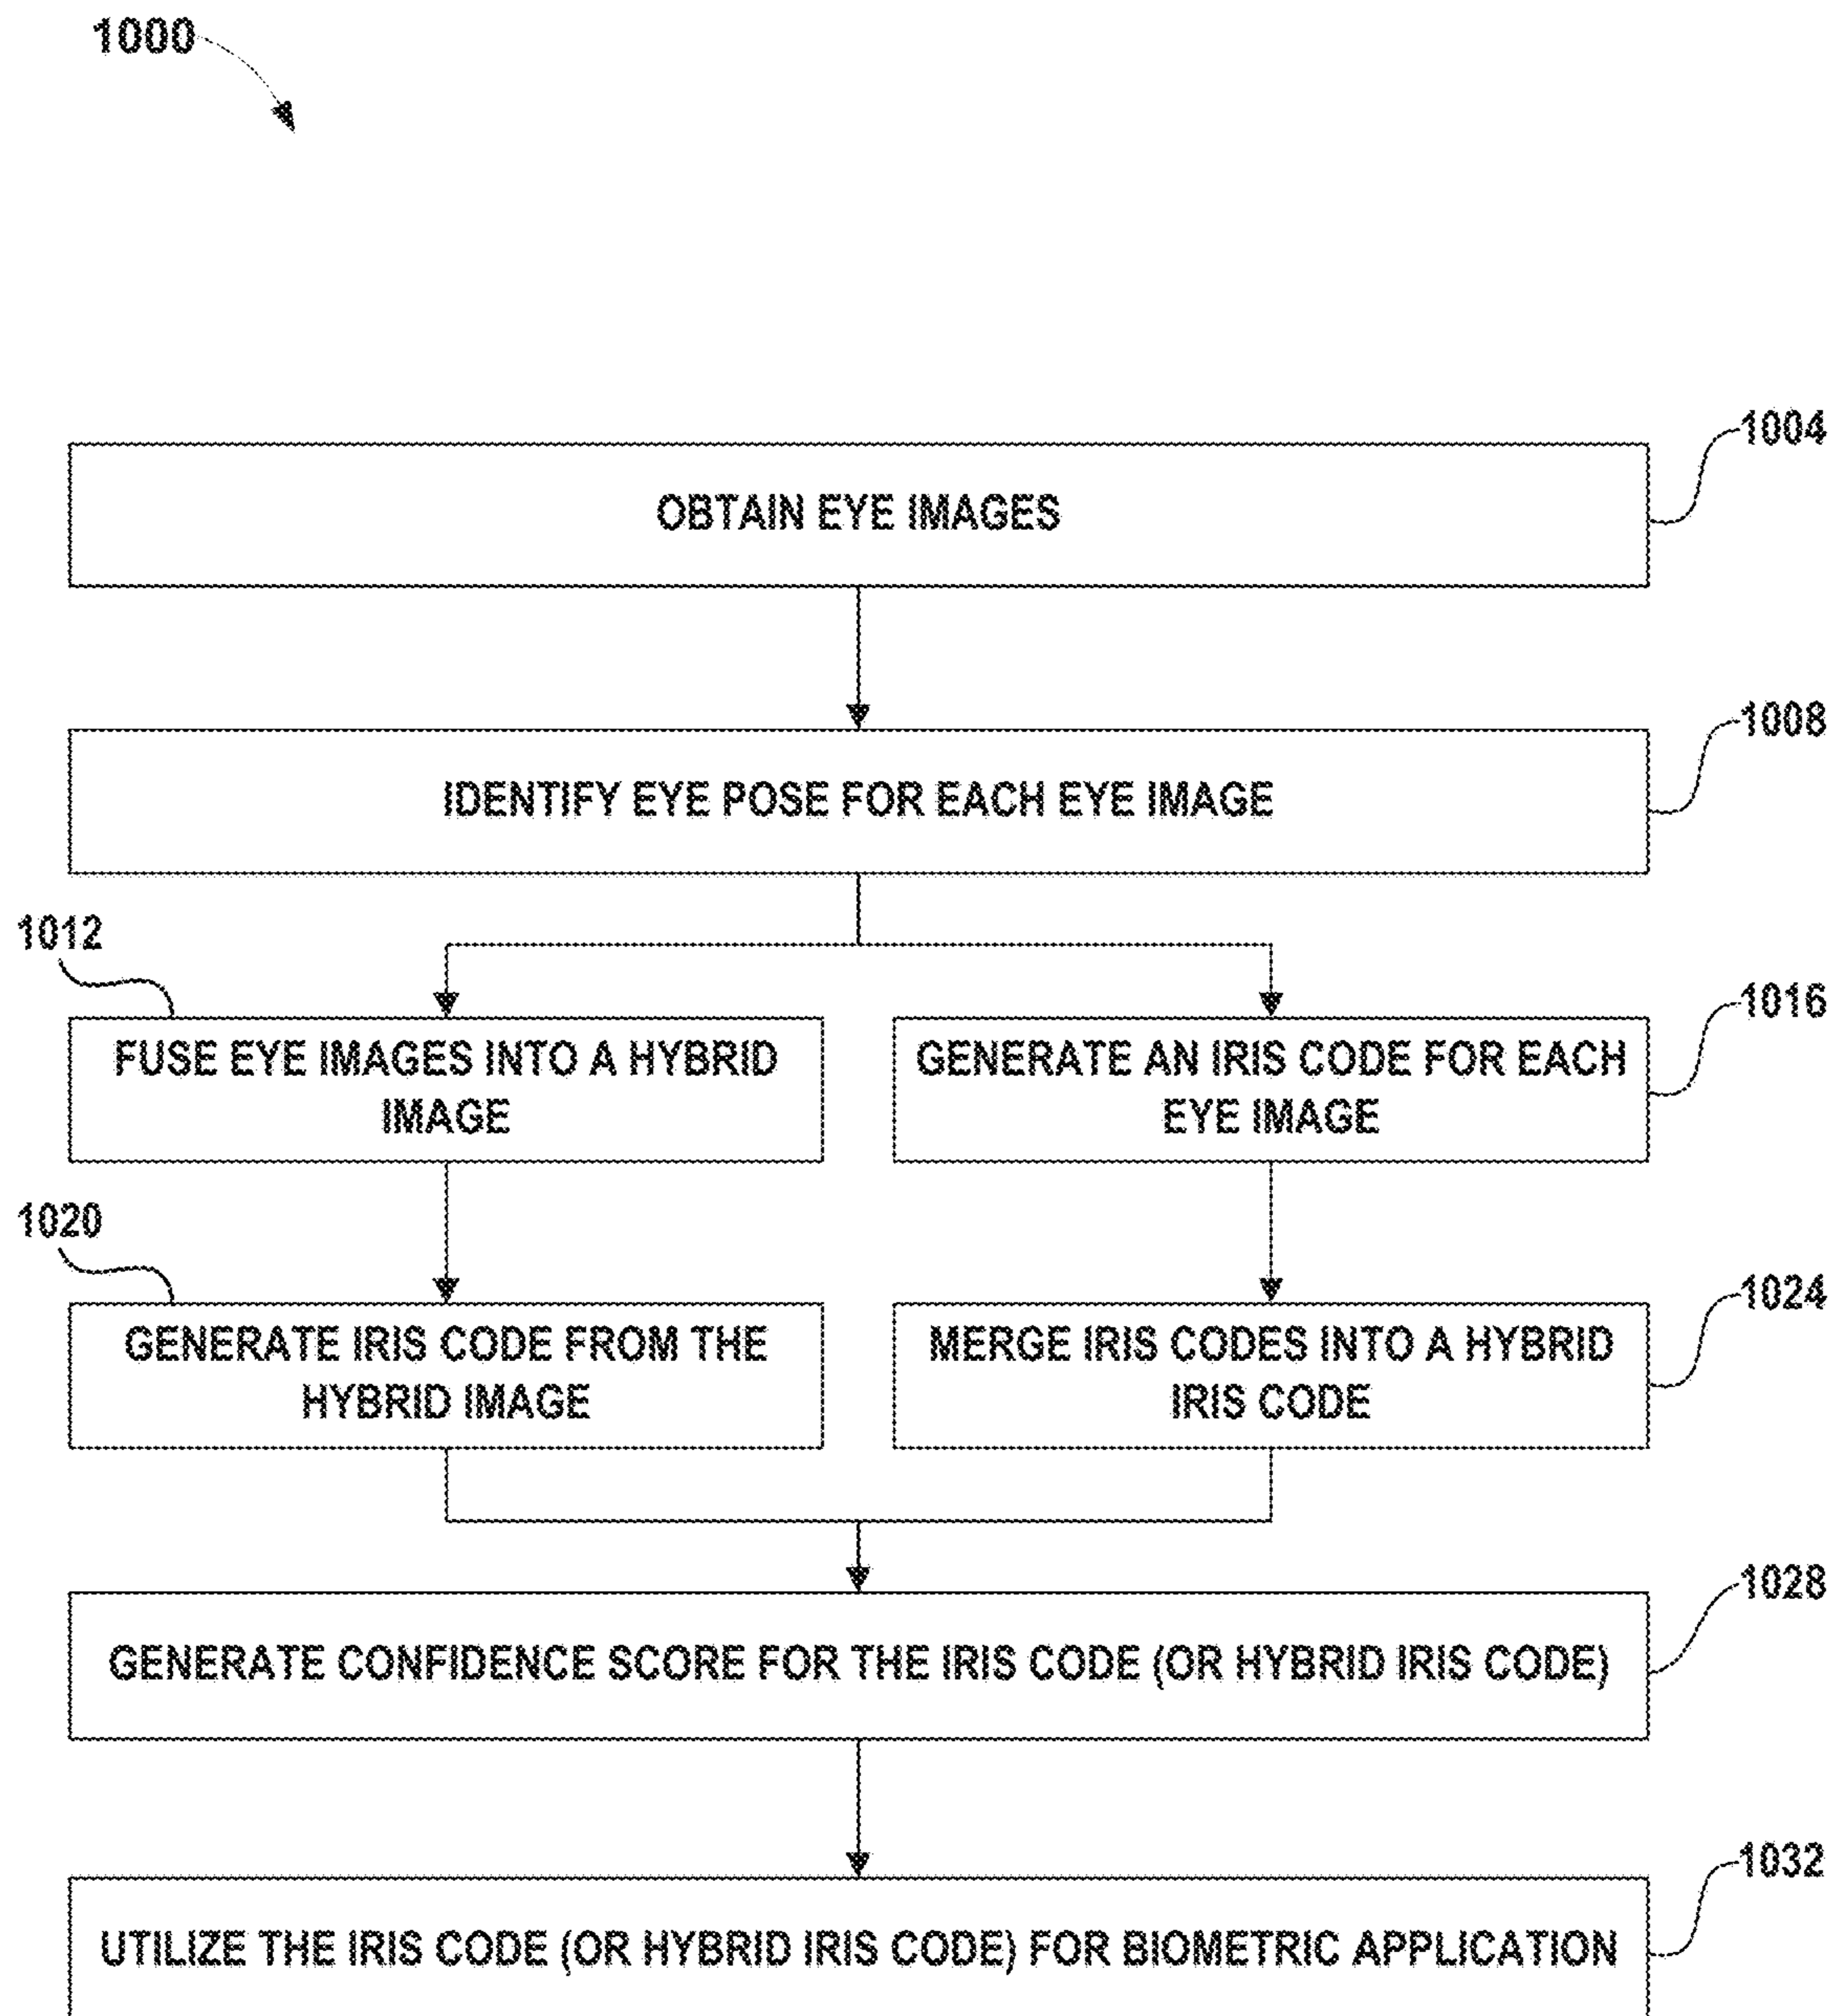 1000
1004
OBTAIN EYE IMAGES
1008
IDENTIFY EYE POSE FOR EACH EYE IMAGE
1012
1016
FUSE EYE IMAGES INTO A HYBRID
IMAGE
GENERATE AN IRIS CODE FOR EACH
EYE IMAGE
1020
1024
GENERATE IRIS CODE FROM THE
HYBRID IMAGE
MERGE IRIS CODES INTO A HYBRID
IRIS CODE
1028
GENERATE CONFIDENCE SCORE FOR THE IRIS CODE (OR HYBRID IRIS CODE)
1032
UTILIZE THE IRIS CODE (OR HYBRID IRIS CODE) FOR BIOMETRIC APPLICATION